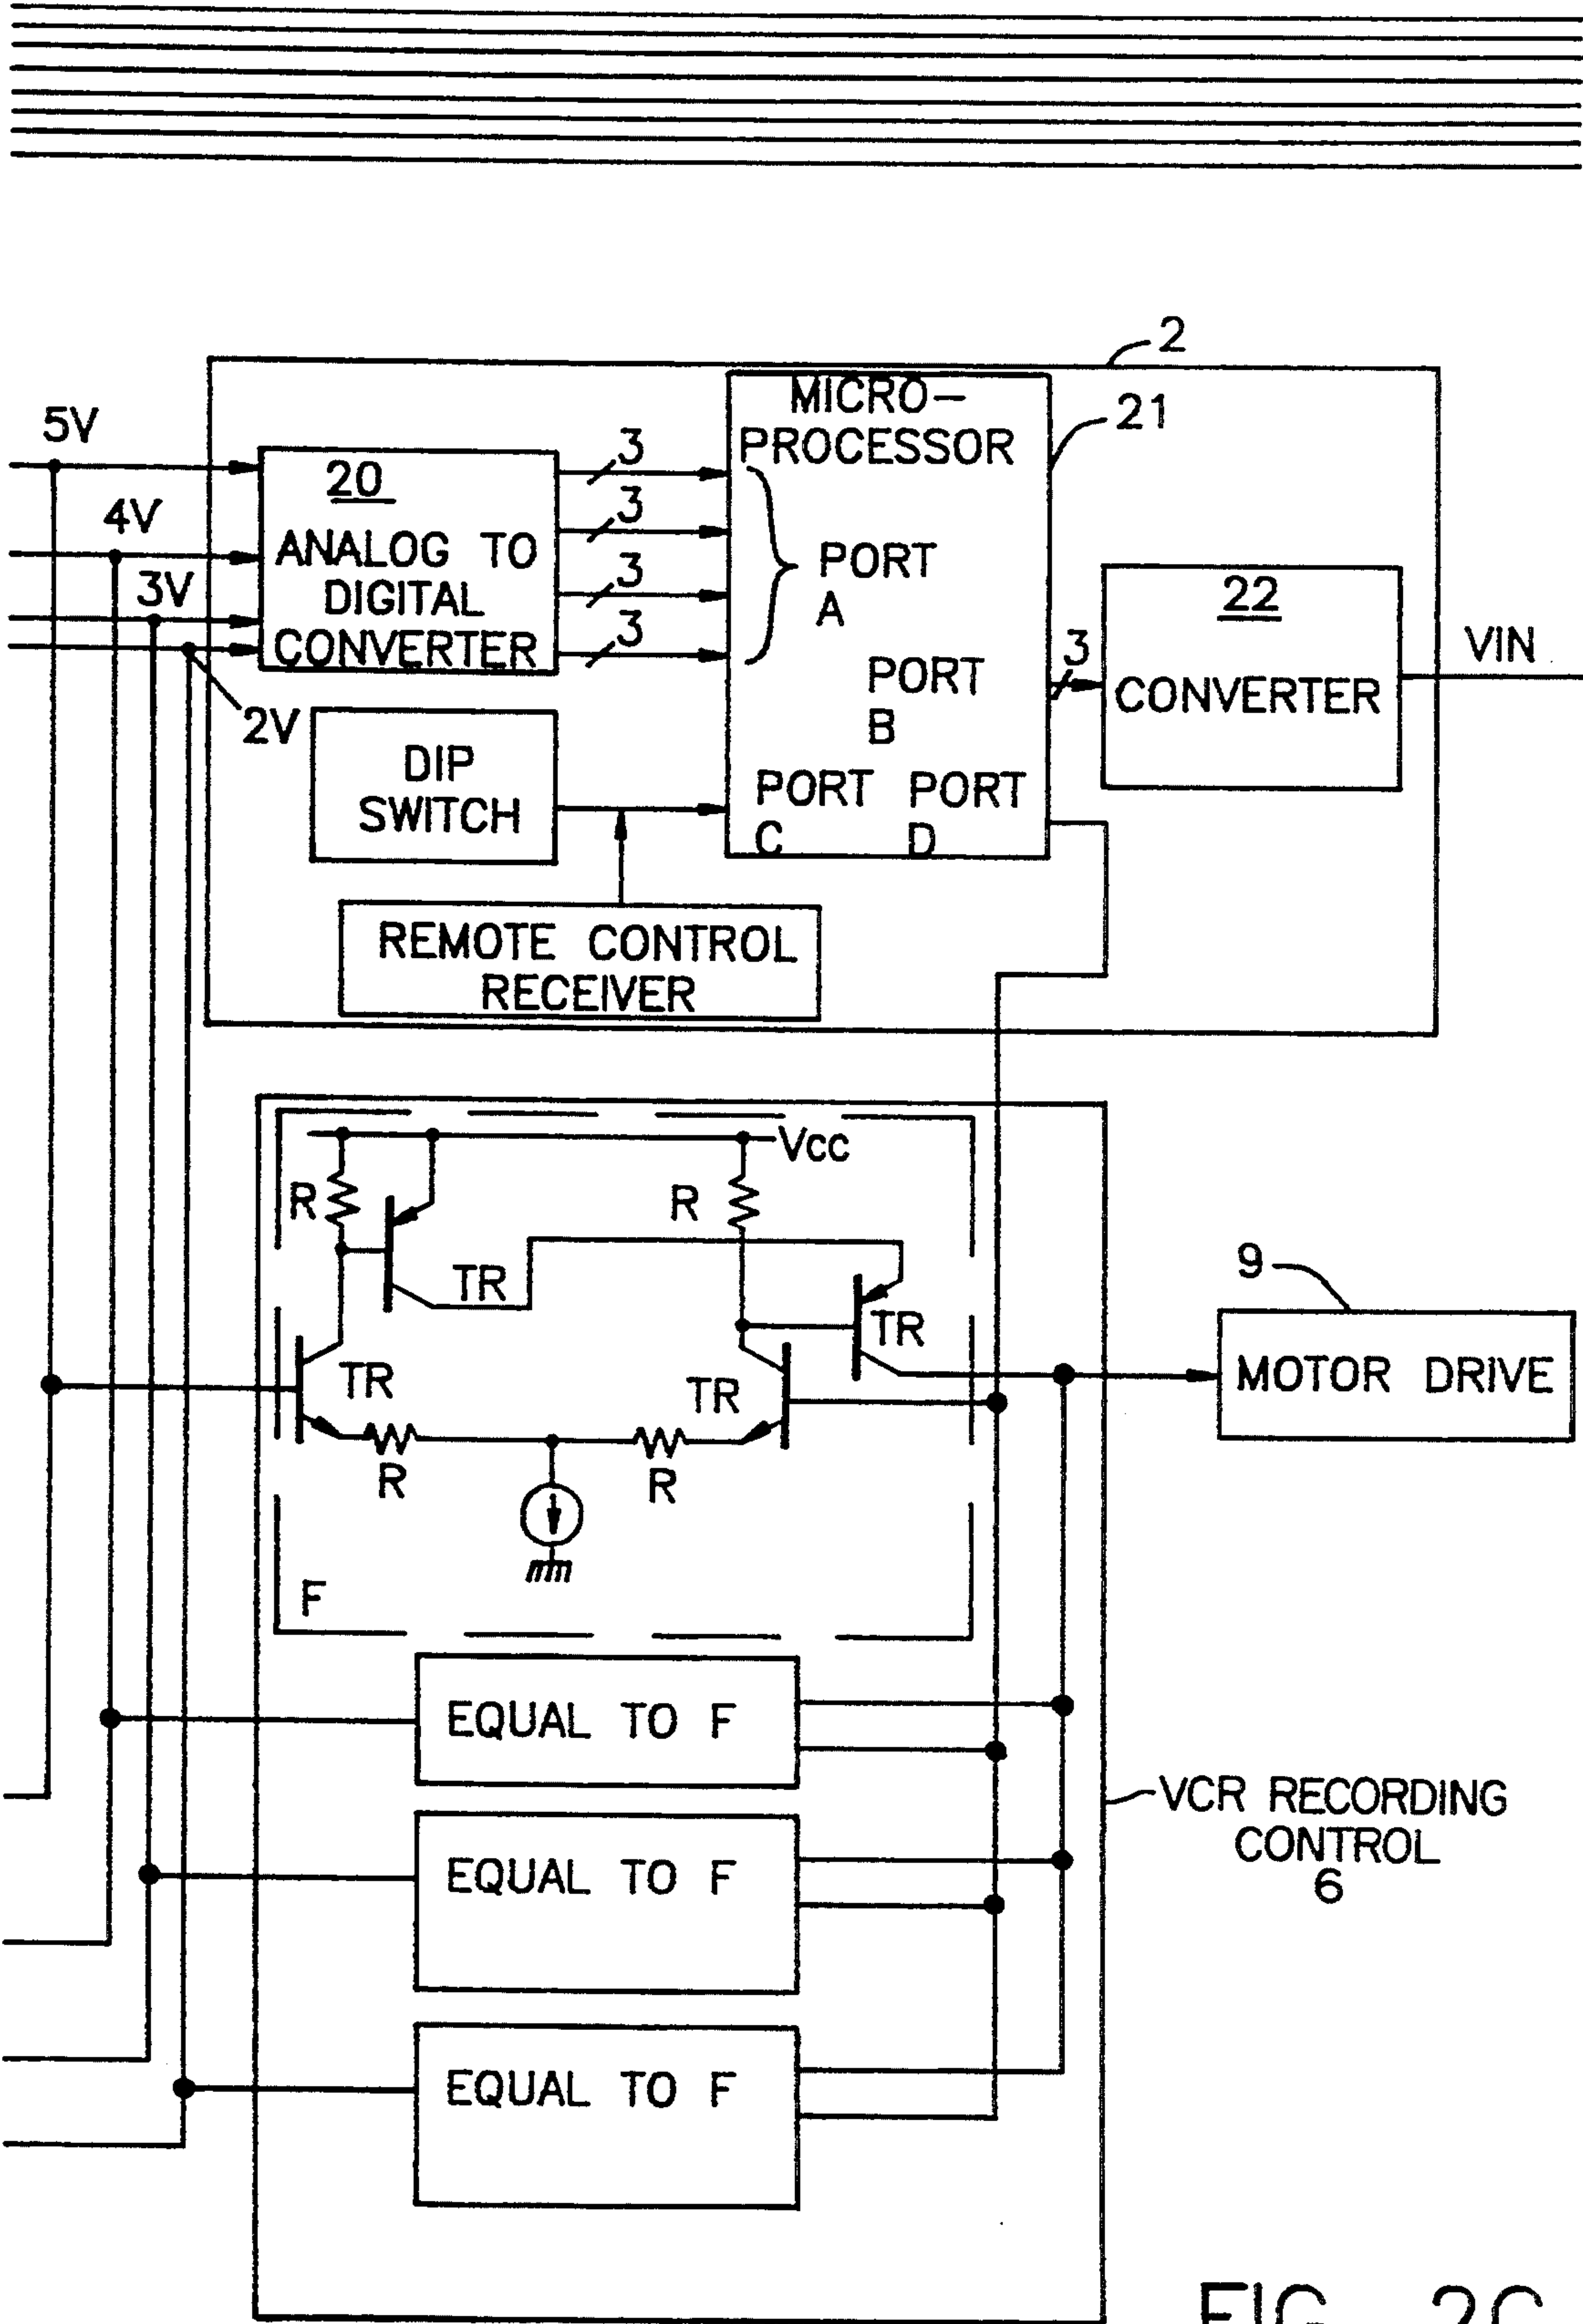 2
MICRO-
PROCESSOR
21
5V
20
ANALOG TO
DIGITAL
CONVERTER
3
3
3
3
4V
3V
2V
PORT
A
PORT
B
3
22
CONVERTER
VIN
DIP
SWITCH
PORT
C
PORT
D
REMOTE CONTROL
RECEIVER
Vcc
R
R
TR
TR
TR
TR
R
R
F
9
MOTOR DRIVE
EQUAL TO F
EQUAL TO F
EQUAL TO F
VCR RECORDING
CONTROL
6
FIG. 2C